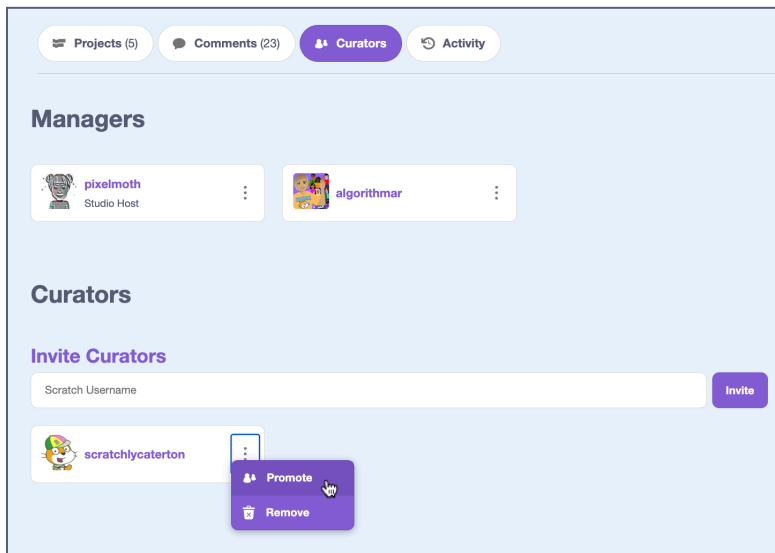 Projects (5) Comments (23) Curators Activity
Managers
pixelmoth
Studio Host
algorithmar
Curators
Invite Curators
Scratch Username
Invite
scratchlycaterton
Promote
Remove